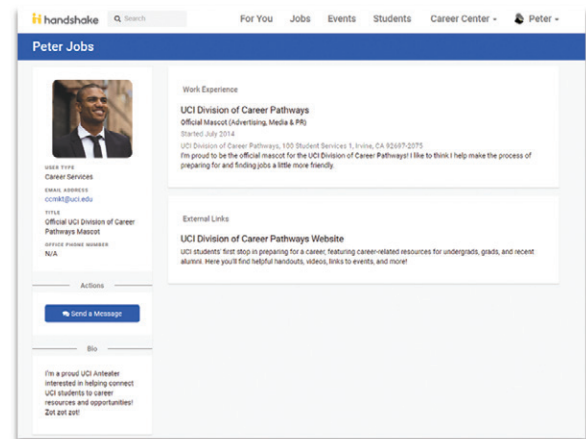 handshake
Search
For You
Jobs
Events
Students
Career Center
Peter
Peter Jobs
USER TYPE
Career Services
EMAIL ADDRESS
ccmkt@uci.edu
TITLE
Official UCI Division of Career
Pathways Mascot
OFFICE PHONE NUMBER
N/A
Actions
Send a Message
Bio
I'm a proud UCI Anteater
interested in helping connect
UCI students to career
resources and opportunities!
Zot zot zot!
Work Experience
UCI Division of Career Pathways
Official Mascot (Advertising, Media & PR)
Started July 2014
UCI Division of Career Pathways, 100 Student Services 1, Irvine, CA 92697-2075
I'm proud to be the official mascot for the UCI Division of Career Pathways! I like to think I help make the process of
preparing for and finding jobs a little more friendly.
External Links
UCI Division of Career Pathways Website
UCI students' first stop in preparing for a career, featuring career-related resources for undergrads, grads, and recent
alumni. Here you'll find helpful handouts, videos, links to events, and more!